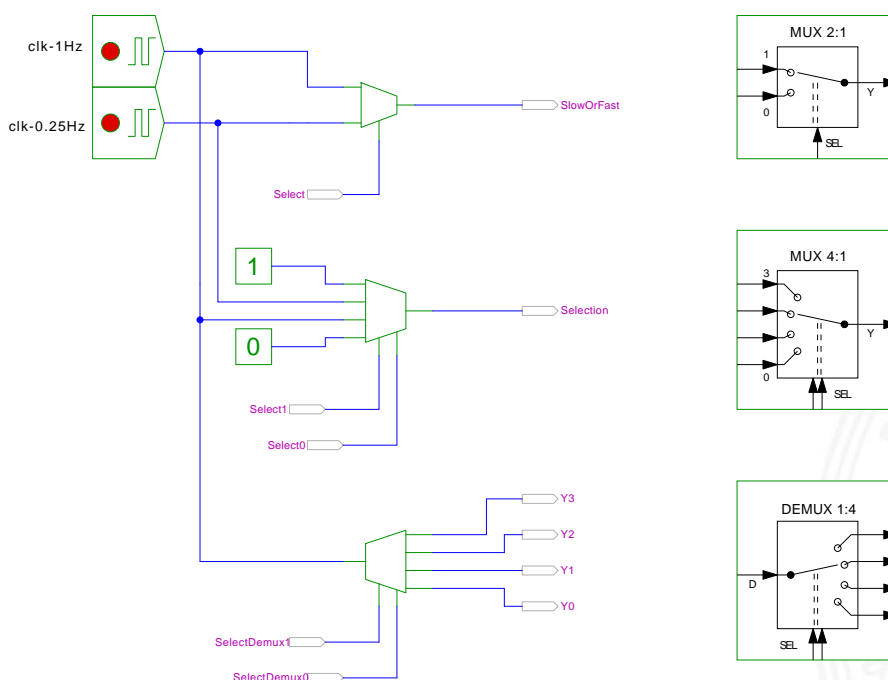 clk-1Hz
clk-0.25Hz
SlowOrFast
Select
1
Selection
0
Select1
Select0
Y3
Y2
Y1
Y0
SelectDemux1
SelectDemux0
MUX 2:1
1
Y
0
SEL
MUX 4:1
3
Y
0
SEL
DEMUX 1:4
D
SEL